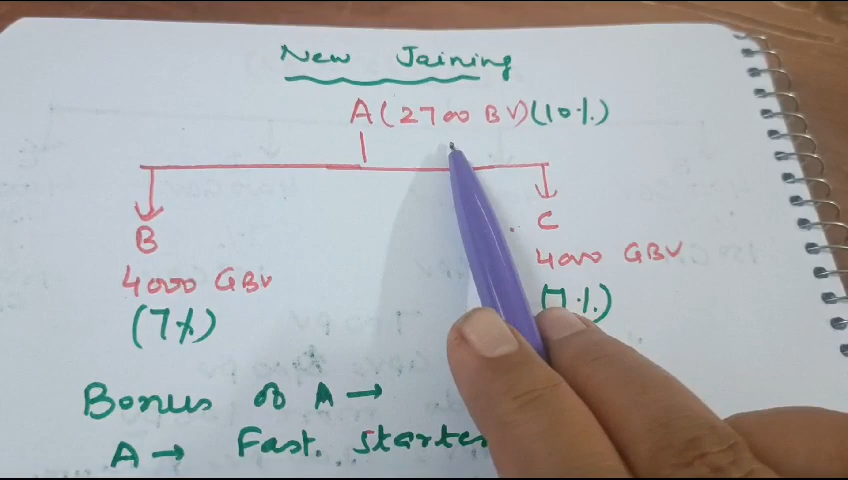 New Jaining
A (2700 BV) (10%)
B
C
4000 GBV
4000 GBV
(7%)
(7%)
Bonus of A →
A → Fast. starter